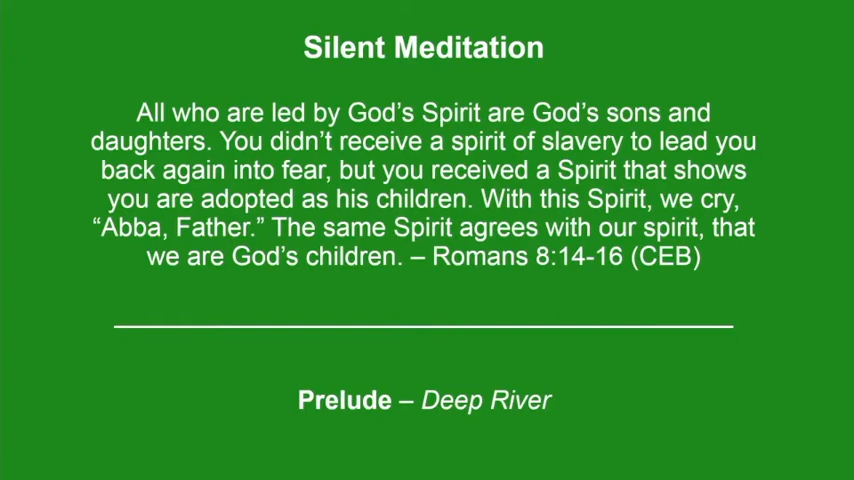 Silent Meditation
All who are led by God’s Spirit are God’s sons and
daughters. You didn’t receive a spirit of slavery to lead you
back again into fear, but you received a Spirit that shows
you are adopted as his children. With this Spirit, we cry,
“Abba, Father.” The same Spirit agrees with our spirit, that
we are God’s children. – Romans 8:14-16 (CEB)
Prelude – Deep River